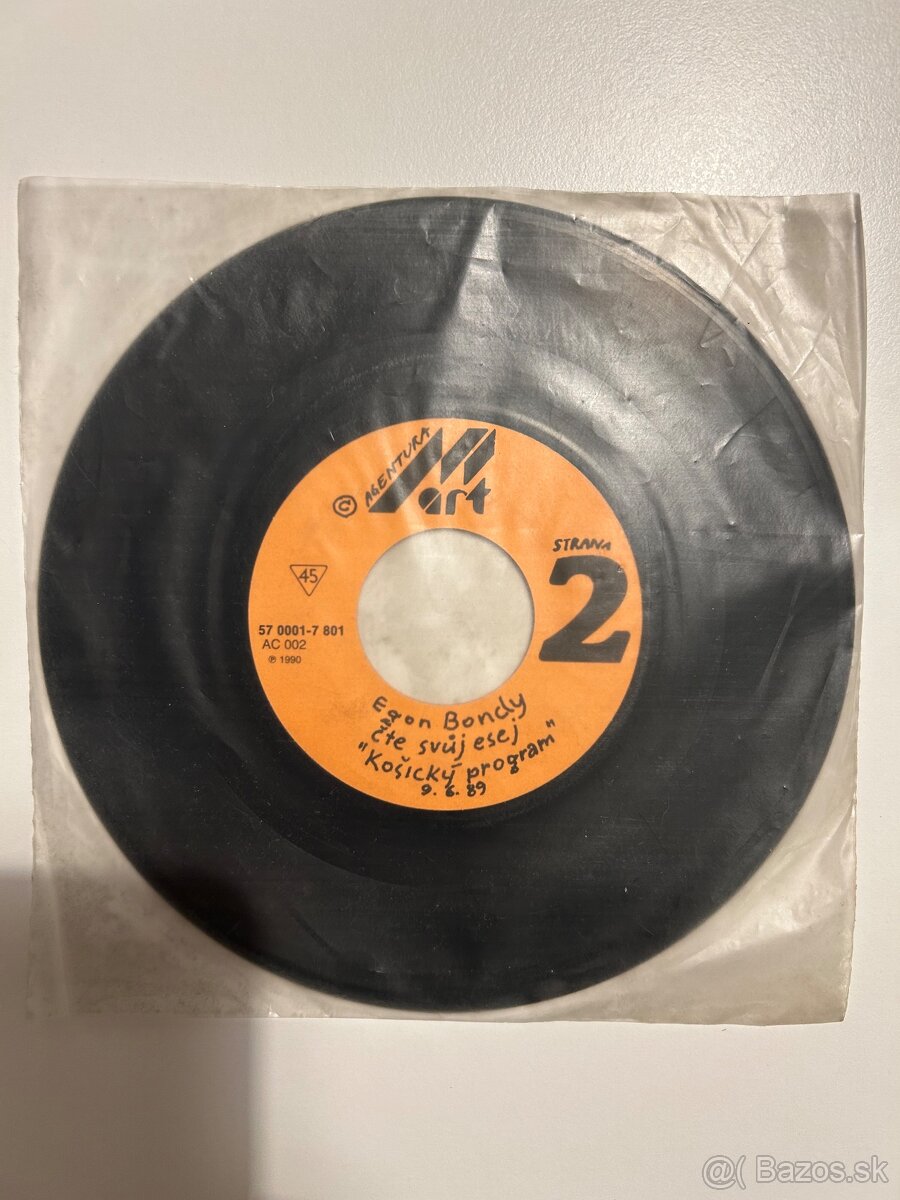 © AGENTURA
M
art
STRANA
2
45
57 0001-7 801
AC 002
℗ 1990
Egon Bondy
čte svůj esej
"Košický program"
9. 6. 89
@( Bazos.sk